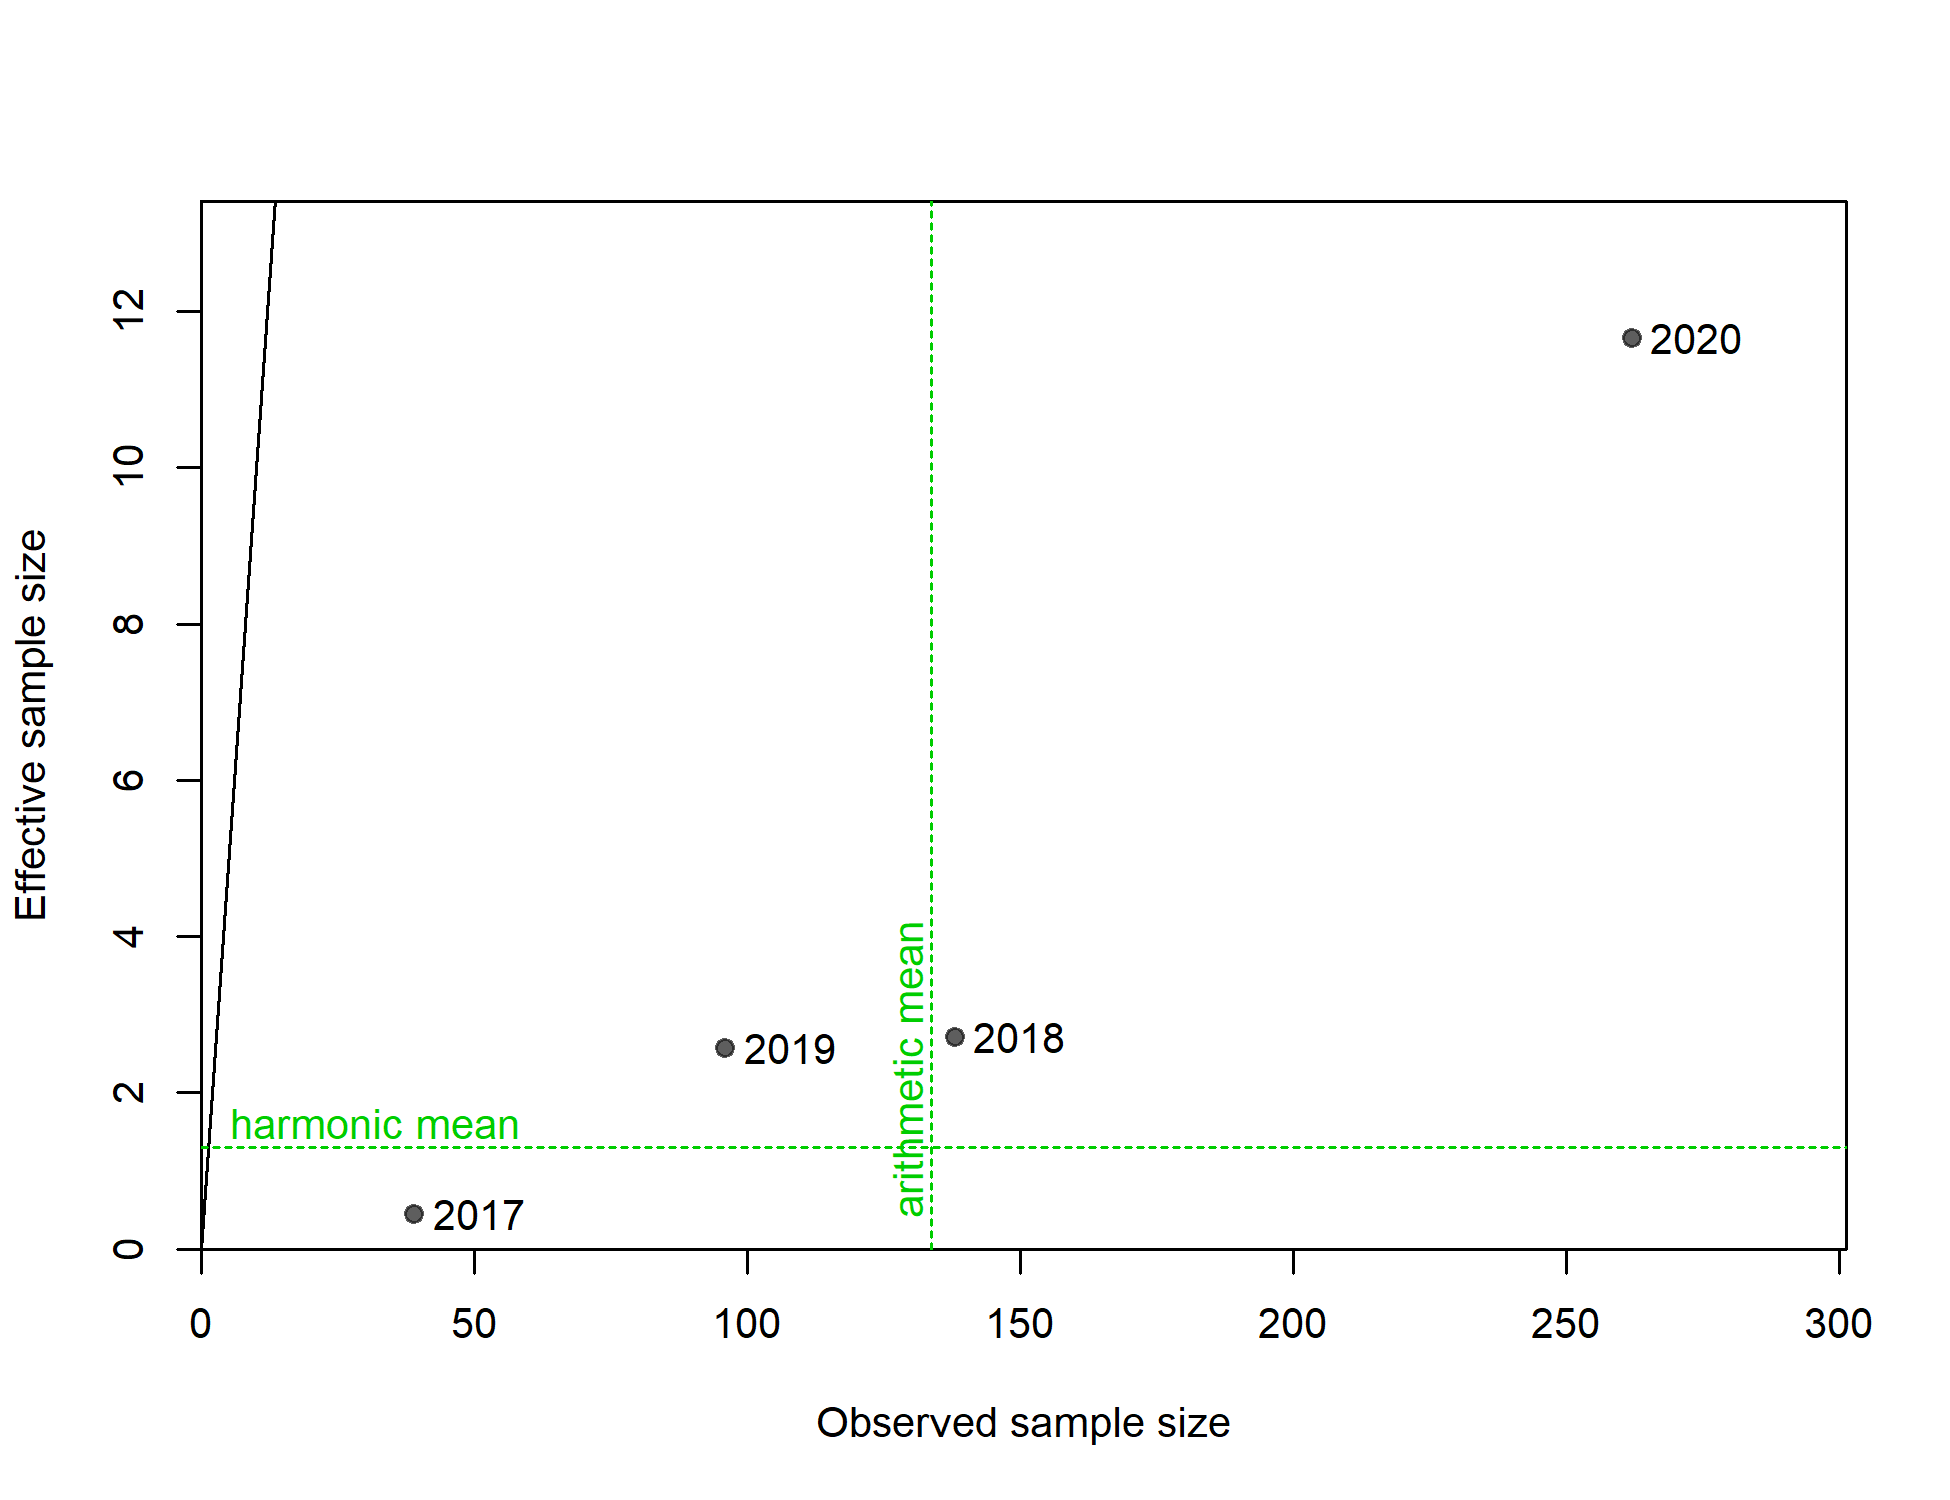 12
10
8
6
4
2
0
Effective sample size
2020
2019
2018
arithmetic mean
harmonic mean
2017
0 50 100 150 200 250 300
Observed sample size